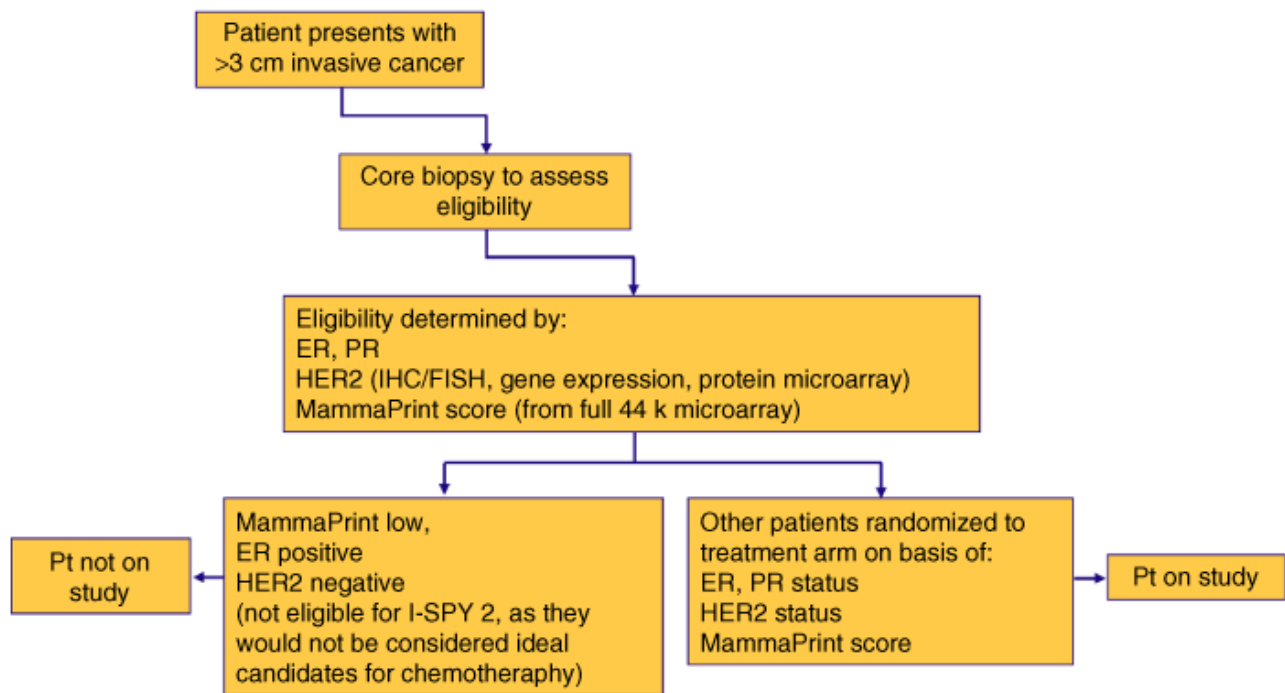 Patient presents with
>3 cm invasive cancer
Core biopsy to assess
eligibility
Eligibility determined by:
ER, PR
HER2 (IHC/FISH, gene expression, protein microarray)
MammaPrint score (from full 44 k microarray)
MammaPrint low,
ER positive
HER2 negative
(not eligible for I-SPY 2, as they
would not be considered ideal
candidates for chemotheraphy)
Pt not on
study
Other patients randomized to
treatment arm on basis of:
ER, PR status
HER2 status
MammaPrint score
Pt on study